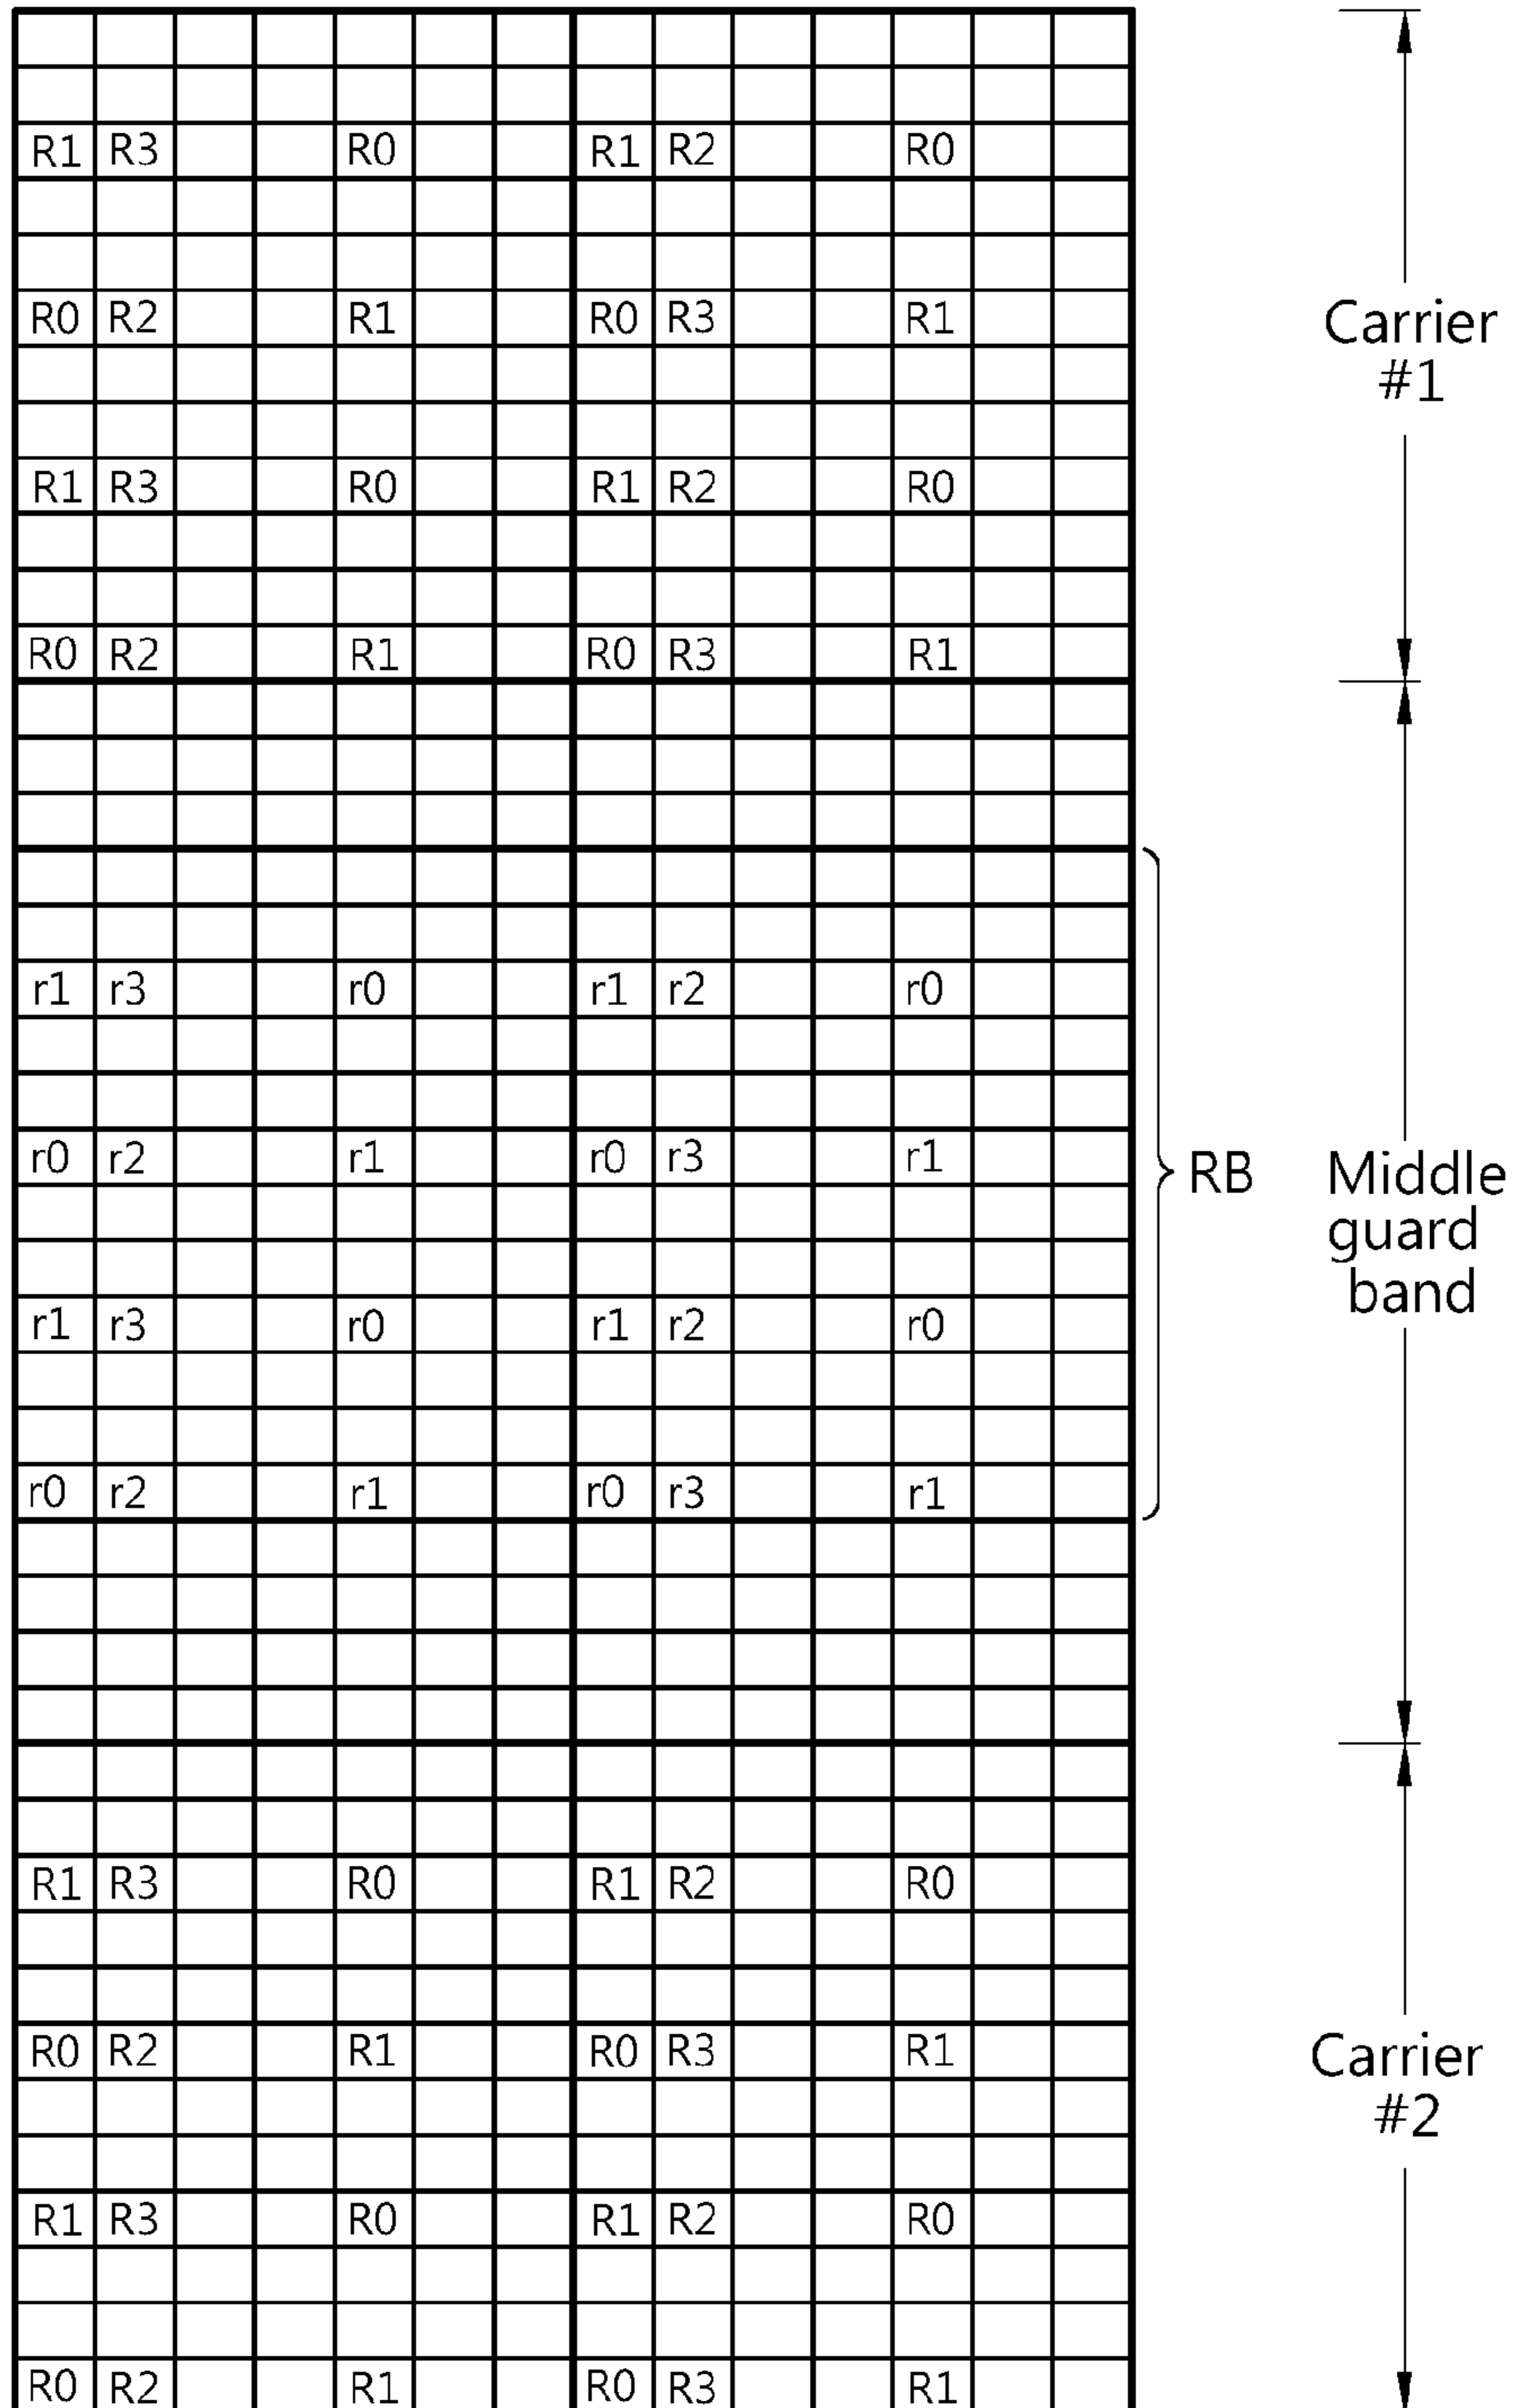 R1 R3 R0 R1 R2 R0
R0 R2 R1 R0 R3 R1
Carrier
#1
R1 R3 R0 R1 R2 R0
R0 R2 R1 R0 R3 R1
r1 r3 r0 r1 r2 r0
r0 r2 r1 r0 r3 r1
RB
Middle
guard
band
r1 r3 r0 r1 r2 r0
r0 r2 r1 r0 r3 r1
R1 R3 R0 R1 R2 R0
R0 R2 R1 R0 R3 R1
Carrier
#2
R1 R3 R0 R1 R2 R0
R0 R2 R1 R0 R3 R1